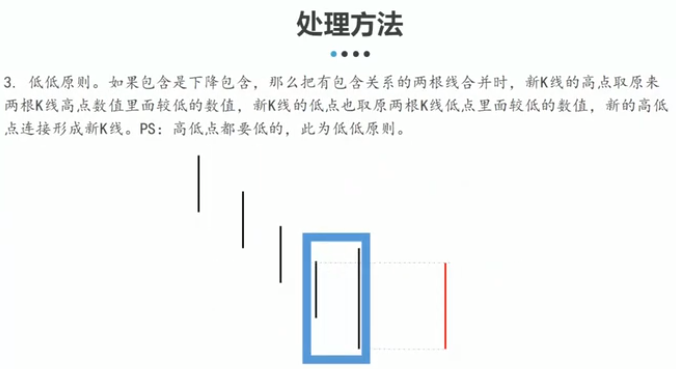 处理方法
3. 低低原则。如果包含是下降包含，那么把有包含关系的两根线合并时，新K线的高点取原来
两根K线高点数值里面较低的数值，新K线的低点也取原两根K线低点里面较低的数值，新的高低
点连接形成新K线。PS：高低点都要低的，此为低低原则。